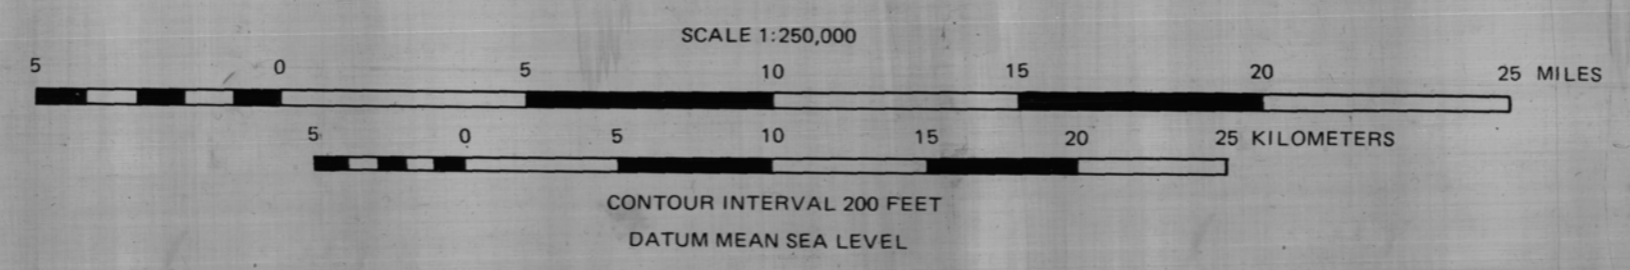 SCALE 1:250,000
5 0 5 10 15 20 25 MILES
5 0 5 10 15 20 25 KILOMETERS
CONTOUR INTERVAL 200 FEET
DATUM MEAN SEA LEVEL